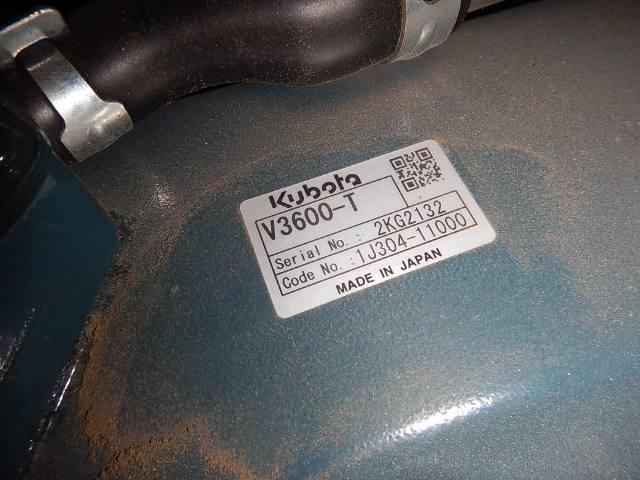 Kubota
V3600-T
Serial No. : 2KG2132
Code No. : 1J304-11000
MADE IN JAPAN